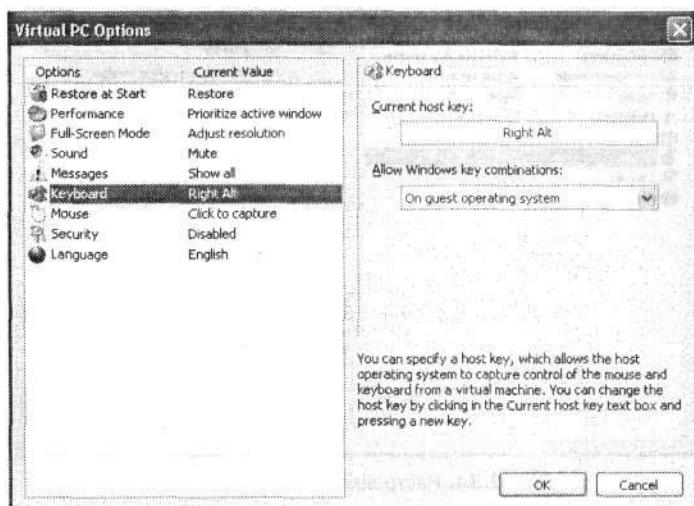 Virtual PC Options
Options Current Value
Restore at Start Restore
Performance Prioritize active window
Full-Screen Mode Adjust resolution
Sound Mute
Messages Show all
Keyboard Right Alt
Mouse Click to capture
Security Disabled
Language English
Keyboard
Current host key:
Right Alt
Allow Windows key combinations:
On guest operating system
You can specify a host key, which allows the host
operating system to capture control of the mouse and
keyboard from a virtual machine. You can change the
host key by clicking in the Current host key text box and
pressing a new key.
OK Cancel